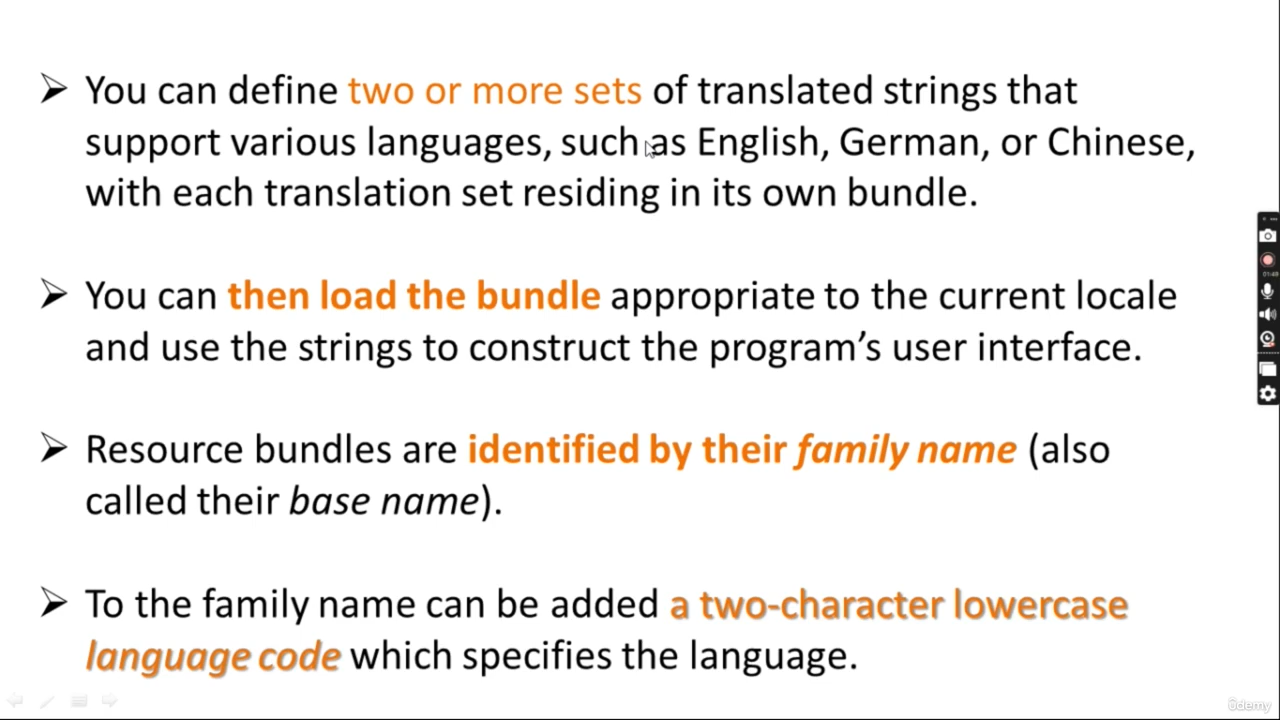 ➢ You can define two or more sets of translated strings that
support various languages, such as English, German, or Chinese,
with each translation set residing in its own bundle.
➢ You can then load the bundle appropriate to the current locale
and use the strings to construct the program’s user interface.
➢ Resource bundles are identified by their family name (also
called their base name).
➢ To the family name can be added a two-character lowercase
language code which specifies the language.
01:49
ûdemy